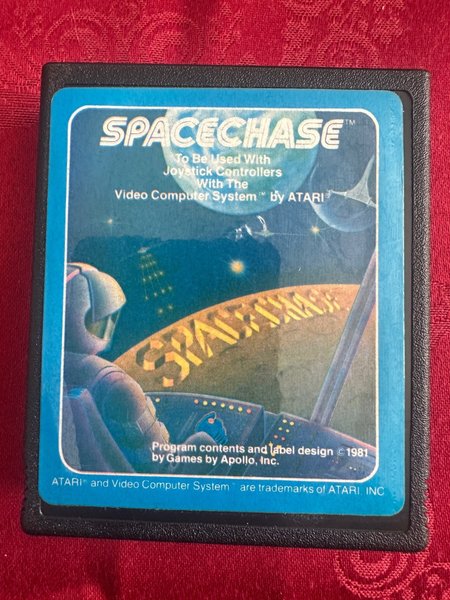 SPACECHASE™
To Be Used With
Joystick Controllers
With The
Video Computer System™ by ATARI®
SPACECHASE
Program contents and label design © 1981
by Games by Apollo, Inc.
ATARI® and Video Computer System™ are trademarks of ATARI, INC